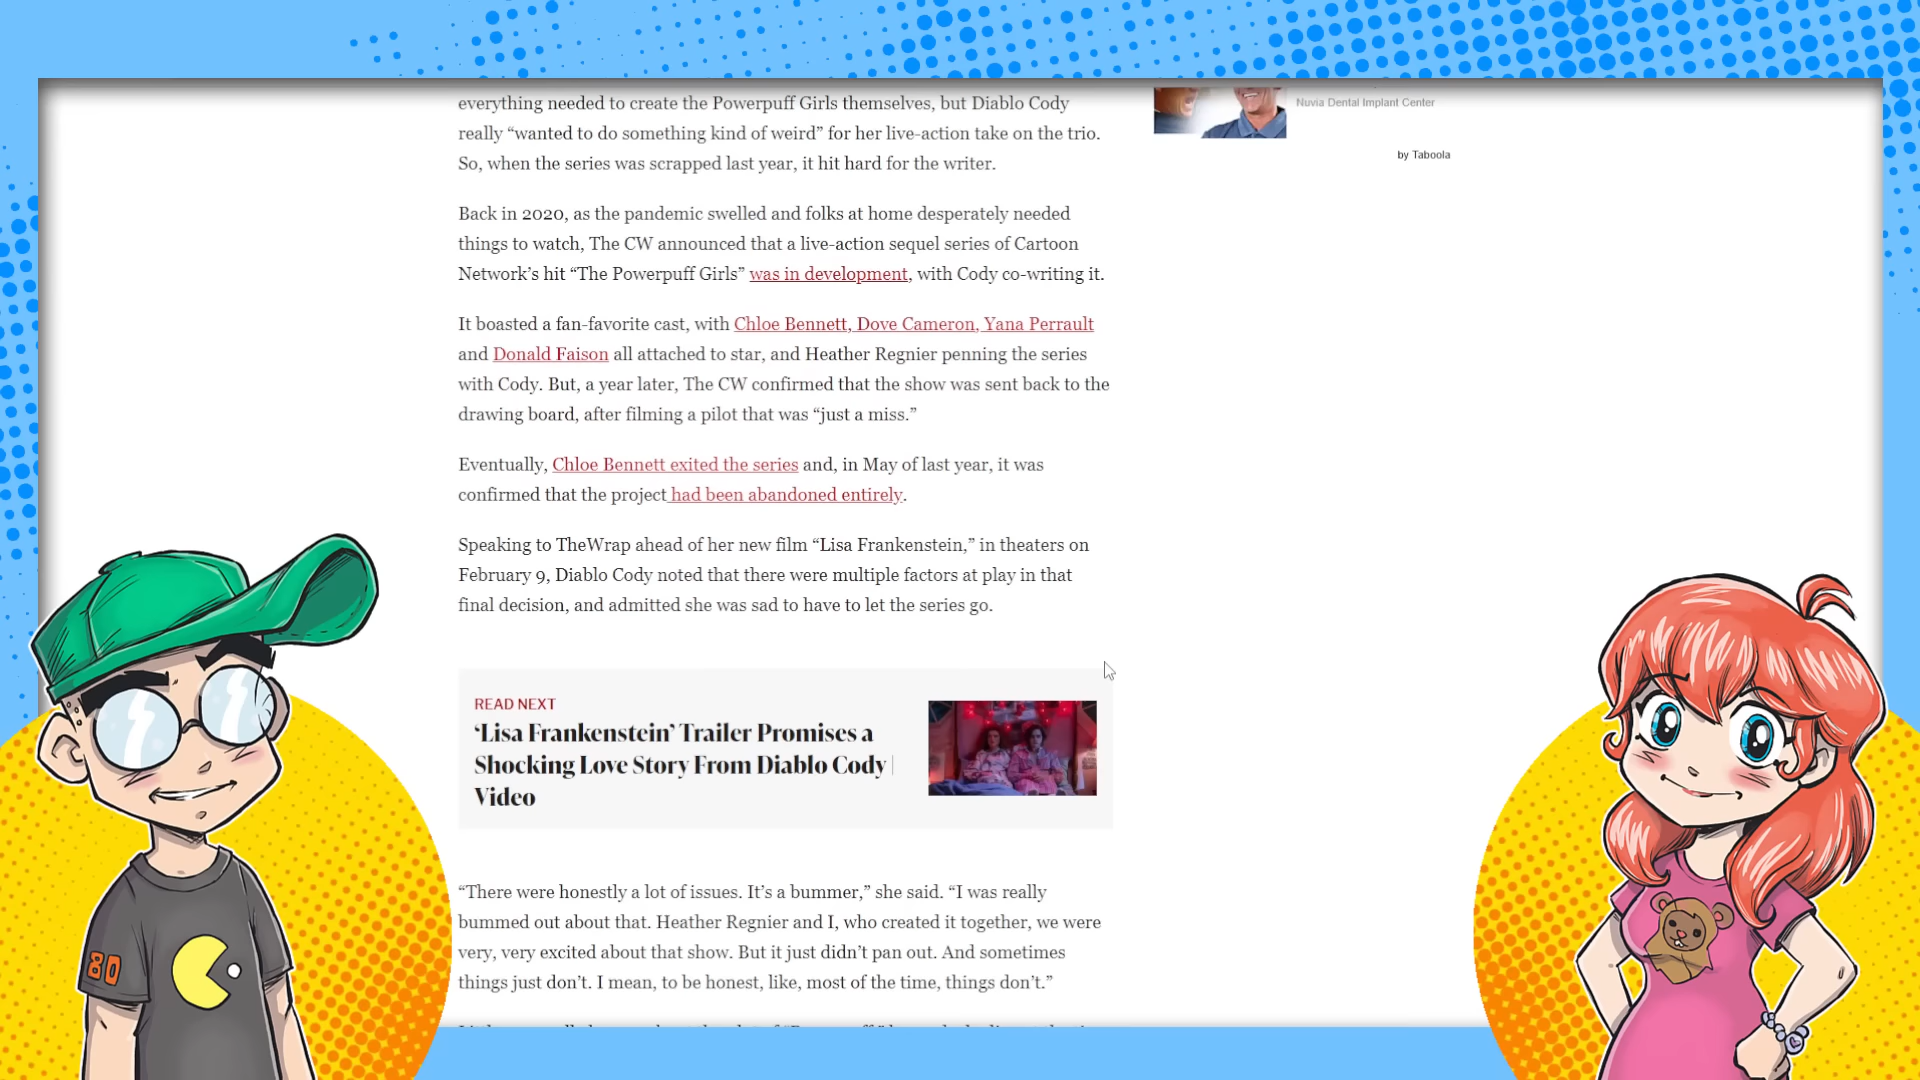 everything needed to create the Powerpuff Girls themselves, but Diablo Cody
really “wanted to do something kind of weird” for her live-action take on the trio.
So, when the series was scrapped last year, it hit hard for the writer.
Back in 2020, as the pandemic swelled and folks at home desperately needed
things to watch, The CW announced that a live-action sequel series of Cartoon
Network’s hit “The Powerpuff Girls” was in development, with Cody co-writing it.
It boasted a fan-favorite cast, with Chloe Bennett, Dove Cameron, Yana Perrault
and Donald Faison all attached to star, and Heather Regnier penning the series
with Cody. But, a year later, The CW confirmed that the show was sent back to the
drawing board, after filming a pilot that was “just a miss.”
Eventually, Chloe Bennett exited the series and, in May of last year, it was
confirmed that the project had been abandoned entirely.
Speaking to TheWrap ahead of her new film “Lisa Frankenstein,” in theaters on
February 9, Diablo Cody noted that there were multiple factors at play in that
final decision, and admitted she was sad to have to let the series go.
READ NEXT
‘Lisa Frankenstein’ Trailer Promises a
Shocking Love Story From Diablo Cody |
Video
“There were honestly a lot of issues. It’s a bummer,” she said. “I was really
bummed out about that. Heather Regnier and I, who created it together, we were
very, very excited about that show. But it just didn’t pan out. And sometimes
things just don’t. I mean, to be honest, like, most of the time, things don’t.”
Nuvia Dental Implant Center
by Taboola
80